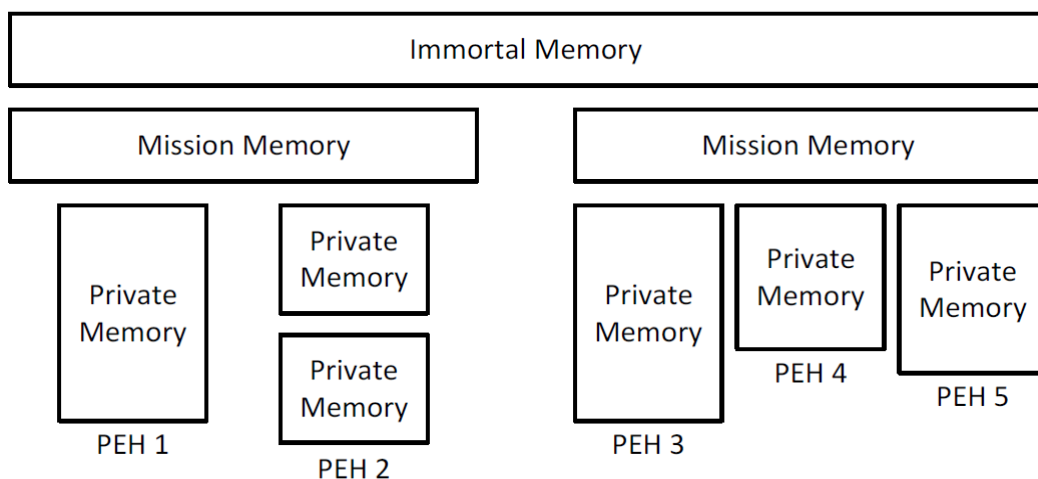 Immortal Memory
Mission Memory
Mission Memory
Private
Memory
PEH 1
Private
Memory
Private
Memory
PEH 2
Private
Memory
PEH 3
Private
Memory
PEH 4
Private
Memory
PEH 5